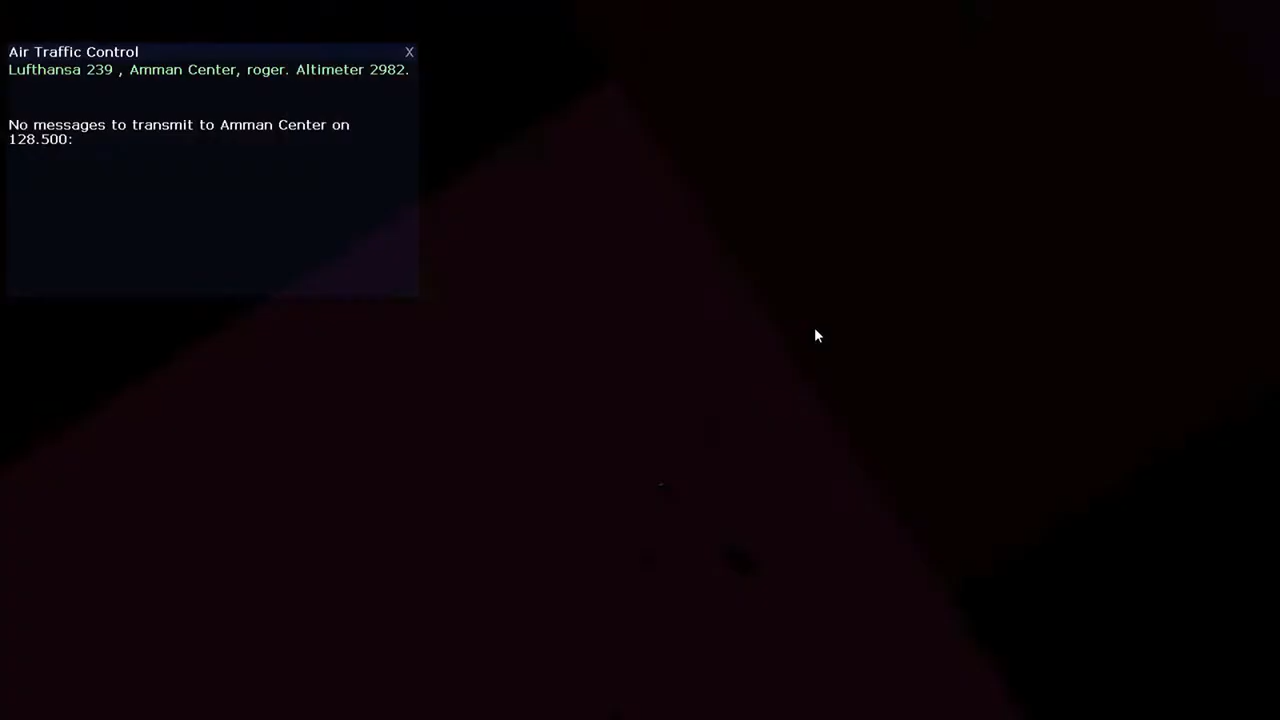 Air Traffic Control X
Lufthansa 239 , Amman Center, roger. Altimeter 2982.
No messages to transmit to Amman Center on
128.500: